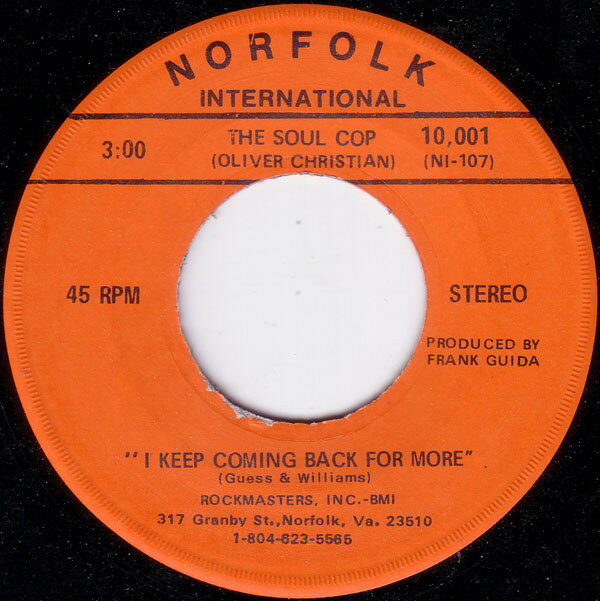 NORFOLK
INTERNATIONAL
3:00 THE SOUL COP 10,001
(OLIVER CHRISTIAN) (NI-107)
45 RPM STEREO
PRODUCED BY
FRANK GUIDA
"I KEEP COMING BACK FOR MORE"
(Guess & Williams)
ROCKMASTERS, INC.-BMI
317 Granby St., Norfolk, Va. 23510
1-804-623-5565